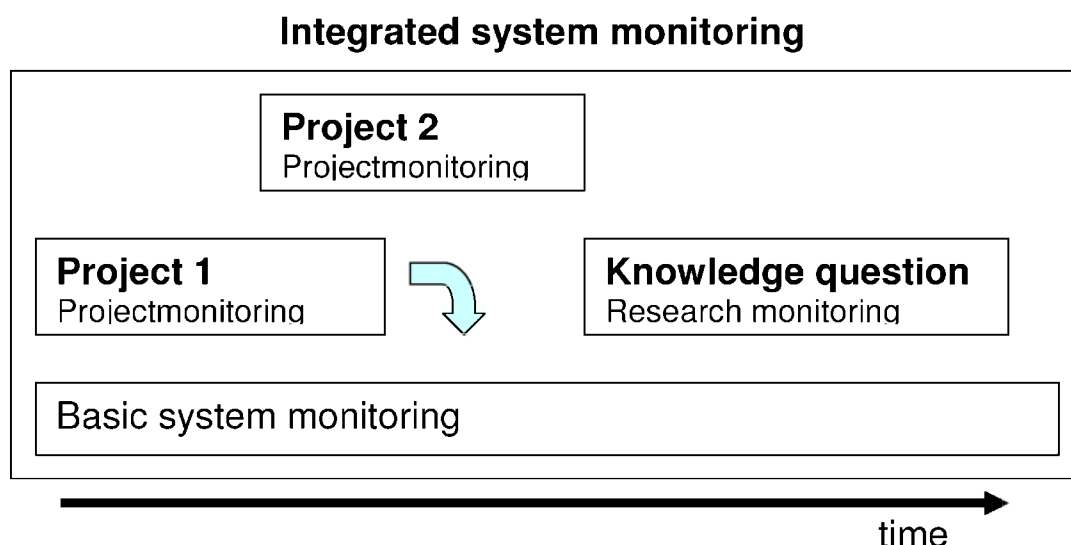 Integrated system monitoring
Project 2
Projectmonitoring
Project 1
Projectmonitoring
Knowledge question
Research monitoring
Basic system monitoring
time